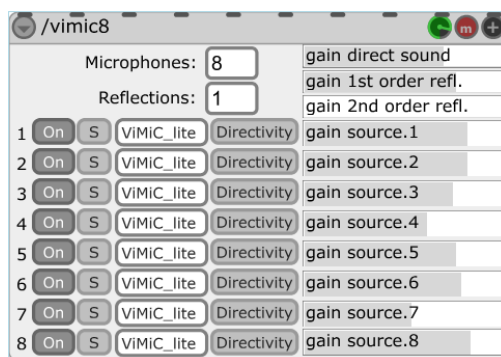 /vimic8 m +
Microphones: 8 gain direct sound
gain 1st order refl.
Reflections: 1
gain 2nd order refl.
1 On S ViMiC_lite Directivity gain source.1
2 On S ViMiC_lite Directivity gain source.2
3 On S ViMiC_lite Directivity gain source.3
4 On S ViMiC_lite Directivity gain source.4
5 On S ViMiC_lite Directivity gain source.5
6 On S ViMiC_lite Directivity gain source.6
7 On S ViMiC_lite Directivity gain source.7
8 On S ViMiC_lite Directivity gain source.8